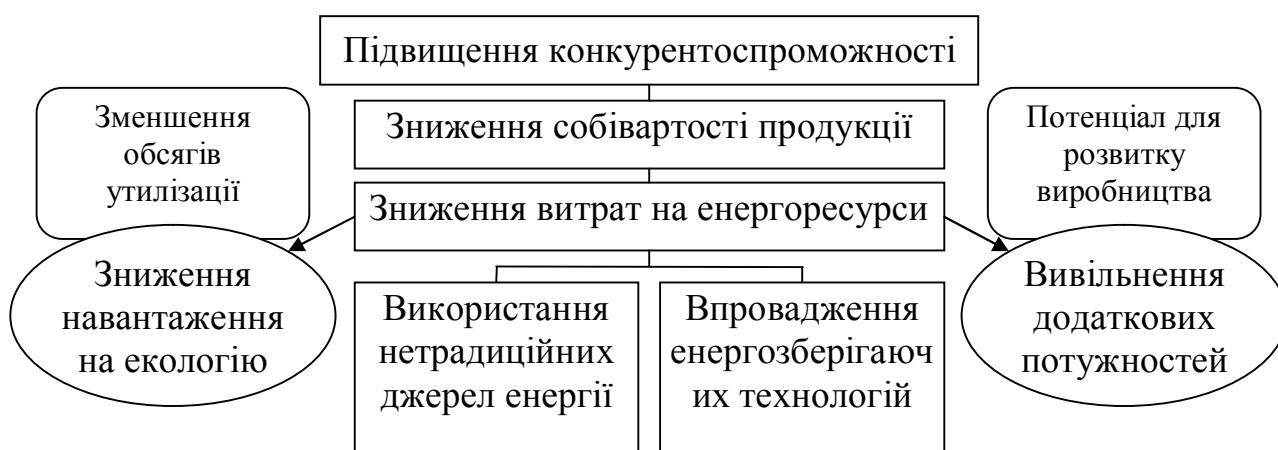 Підвищення конкурентоспроможності
Зменшення
обсягів
утилізації
Зниження собівартості продукції
Потенціал для
розвитку
виробництва
Зниження витрат на енергоресурси
Зниження
навантаження
на екологію
Використання
нетрадиційних
джерел енергії
Впровадження
енергозберігаюч
их технологій
Вивільнення
додаткових
потужностей